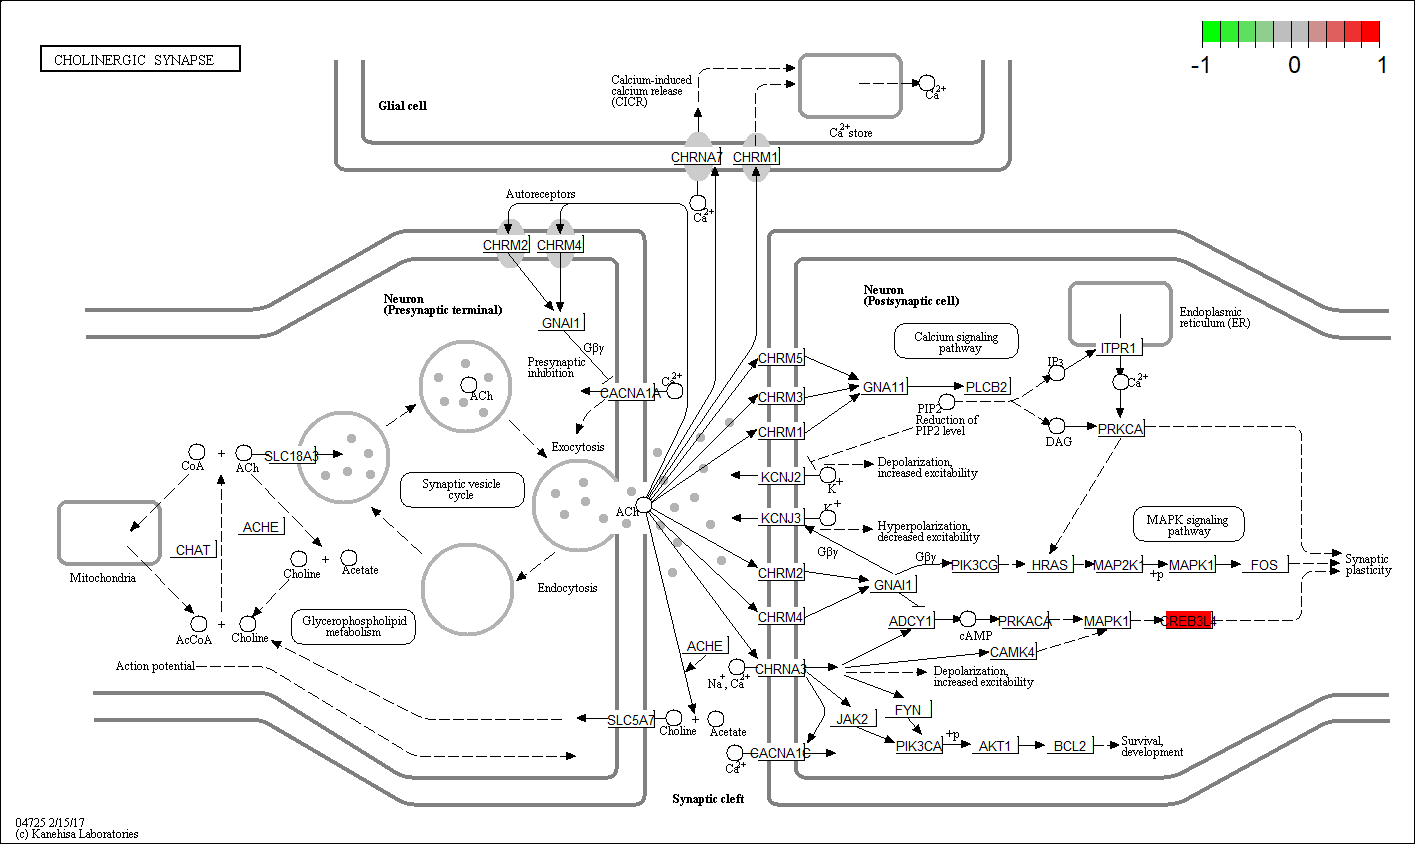 CHOLINERGIC SYNAPSE
-1
0
1
Glial cell
Calcium-induced
calcium release
(CICR)
Ca2+
Ca2+ store
CHRNA7
CHRM1
Ca2+
Autoreceptors
CHRM2
CHRM4
Neuron
(Presynaptic terminal)
GNAI1
Gβγ
Presynaptic
inhibition
CACNA1A
Ca2+
Exocytosis
ACh
CoA
+
ACh
SLC18A3
Synaptic vesicle
cycle
ACh
ACHE
CHAT
Mitochondria
Choline
+
Acetate
Endocytosis
AcCoA
+
Choline
Glycerophospholipid
metabolism
Action potential
ACHE
SLC5A7
Choline
+
Acetate
Synaptic cleft
Neuron
(Postsynaptic cell)
Calcium signaling
pathway
Endoplasmic
reticulum (ER)
ITPR1
IP3
Ca2+
CHRM5
GNA11
PLCB2
CHRM3
PIP2
Reduction of
PIP2 level
DAG
PRKCA
CHRM1
KCNJ2
K+
Depolarization,
increased excitability
KCNJ3
K+
Hyperpolarization,
decreased excitability
MAPK signaling
pathway
Gβγ
Gβγ
CHRM2
GNAI1
PIK3CG
HRAS
MAP2K1
+p
MAPK1
FOS
Synaptic
plasticity
CHRM4
ADCY1
cAMP
PRKACA
MAPK1
CREB3L4
CAMK4
Na+, Ca2+
CHRNA3
Depolarization,
increased excitability
JAK2
FYN
PIK3CA
+p
AKT1
BCL2
Survival,
development
Ca2+
CACNA1C
04725 2/15/17
(c) Kanehisa Laboratories